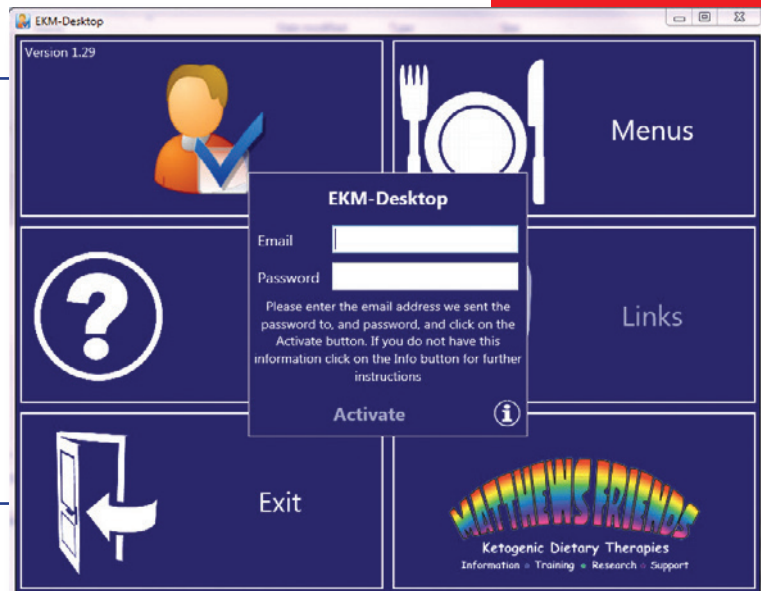 EKM-Desktop
Version 1.29
Menus
EKM-Desktop
Email
Password
Please enter the email address we sent the
password to, and password, and click on the
Activate button. If you do not have this
information click on the Info button for further
instructions
Activate
Links
Exit
MATTHEWS FRIENDS
Ketogenic Dietary Therapies
Information • Training • Research • Support